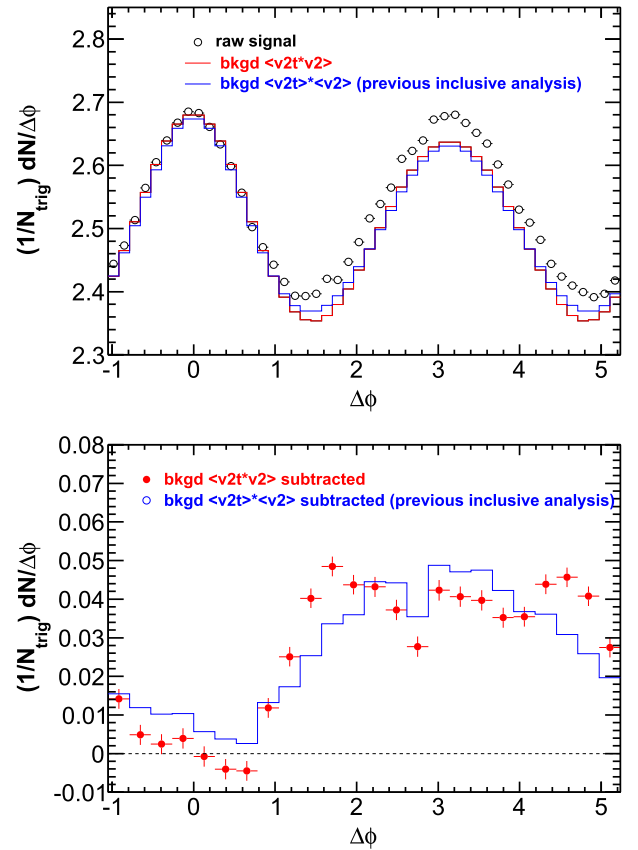 2.8
2.7
2.6
2.5
2.4
2.3
(1/N_trig) dN/Δϕ
raw signal
bkgd <v2t*v2>
bkgd <v2t>*<v2> (previous inclusive analysis)
-1 0 1 2 3 4 5
Δϕ
0.08
0.07
0.06
0.05
0.04
0.03
0.02
0.01
0
-0.01
(1/N_trig) dN/Δϕ
bkgd <v2t*v2> subtracted
bkgd <v2t>*<v2> subtracted (previous inclusive analysis)
-1 0 1 2 3 4 5
Δϕ